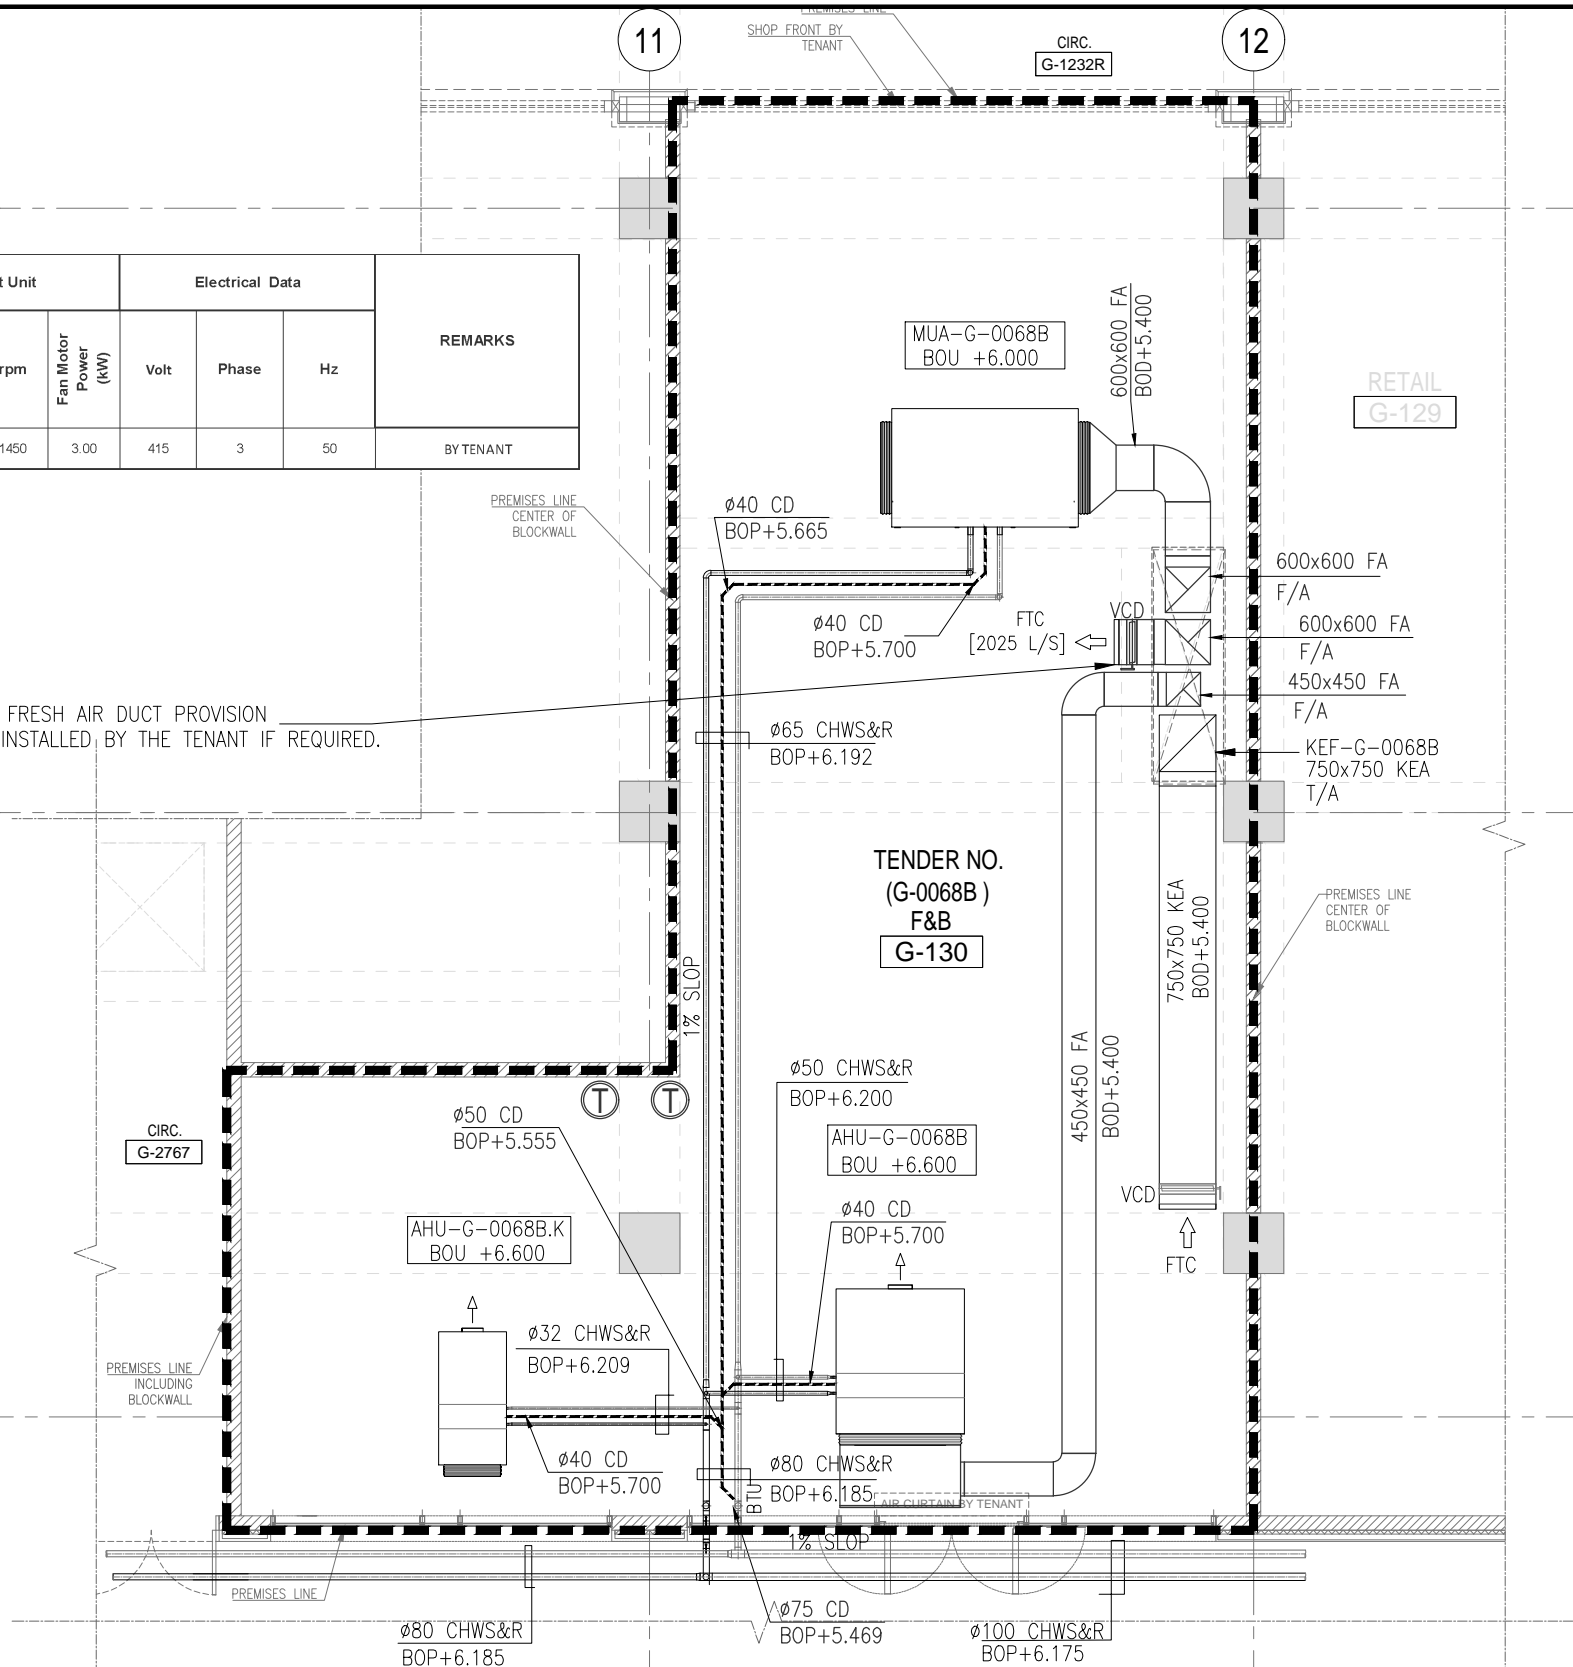 PREMISES LINE
SHOP FRONT BY
TENANT
11
CIRC.
G-1232R
12
t Unit
Electrical Data
REMARKS
rpm
Fan Motor
Power
(kW)
Volt
Phase
Hz
1450
3.00
415
3
50
BY TENANT
MUA-G-0068B
BOU +6.000
600x600 FA
BOD+5.400
RETAIL
G-129
PREMISES LINE
CENTER OF
BLOCKWALL
ø40 CD
BOP+5.665
ø40 CD
BOP+5.700
FTC
[2025 L/S]
VCD
600x600 FA
F/A
600x600 FA
F/A
450x450 FA
F/A
KEF-G-0068B
750x750 KEA
T/A
FRESH AIR DUCT PROVISION
INSTALLED BY THE TENANT IF REQUIRED.
ø65 CHWS&R
BOP+6.192
TENDER NO.
(G-0068B )
F&B
G-130
750x750 KEA
BOD+5.400
PREMISES LINE
CENTER OF
BLOCKWALL
1% SLOP
450x450 FA
BOD+5.400
ø50 CHWS&R
BOP+6.200
T
T
ø50 CD
BOP+5.555
CIRC.
G-2767
AHU-G-0068B
BOU +6.600
VCD
FTC
ø40 CD
BOP+5.700
AHU-G-0068B.K
BOU +6.600
ø32 CHWS&R
BOP+6.209
PREMISES LINE
INCLUDING
BLOCKWALL
ø40 CD
BOP+5.700
ø80 CHWS&R
BOP+6.185
BTU
AIR CURTAIN BY TENANT
1% SLOP
PREMISES LINE
ø80 CHWS&R
BOP+6.185
ø75 CD
BOP+5.469
ø100 CHWS&R
BOP+6.175